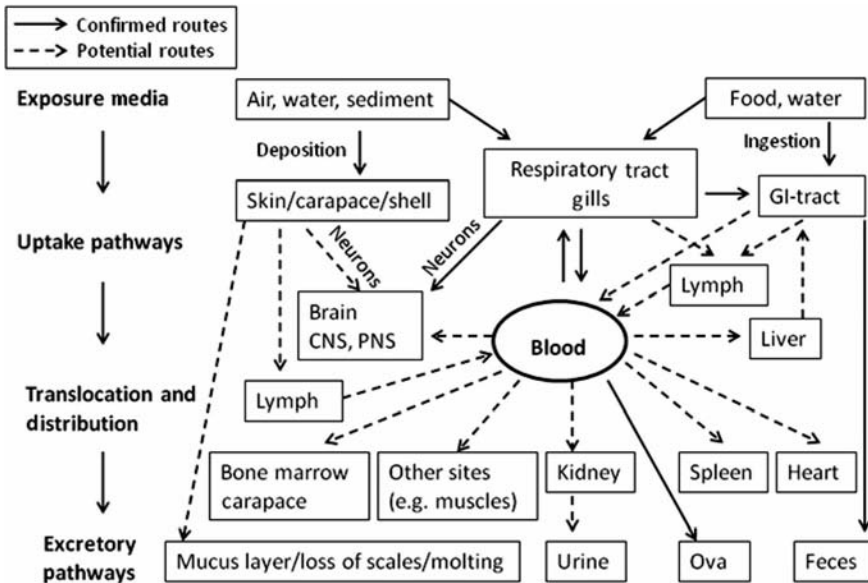 Confirmed routes
Potential routes
Exposure media
Air, water, sediment
Food, water
Deposition
Ingestion
Respiratory tract
gills
Skin/carapace/shell
GI-tract
Uptake pathways
Neurons
Neurons
Lymph
Brain
CNS, PNS
Blood
Liver
Translocation and
distribution
Lymph
Bone marrow
carapace
Other sites
(e.g. muscles)
Kidney
Spleen
Heart
Excretory
pathways
Mucus layer/loss of scales/molting
Urine
Ova
Feces